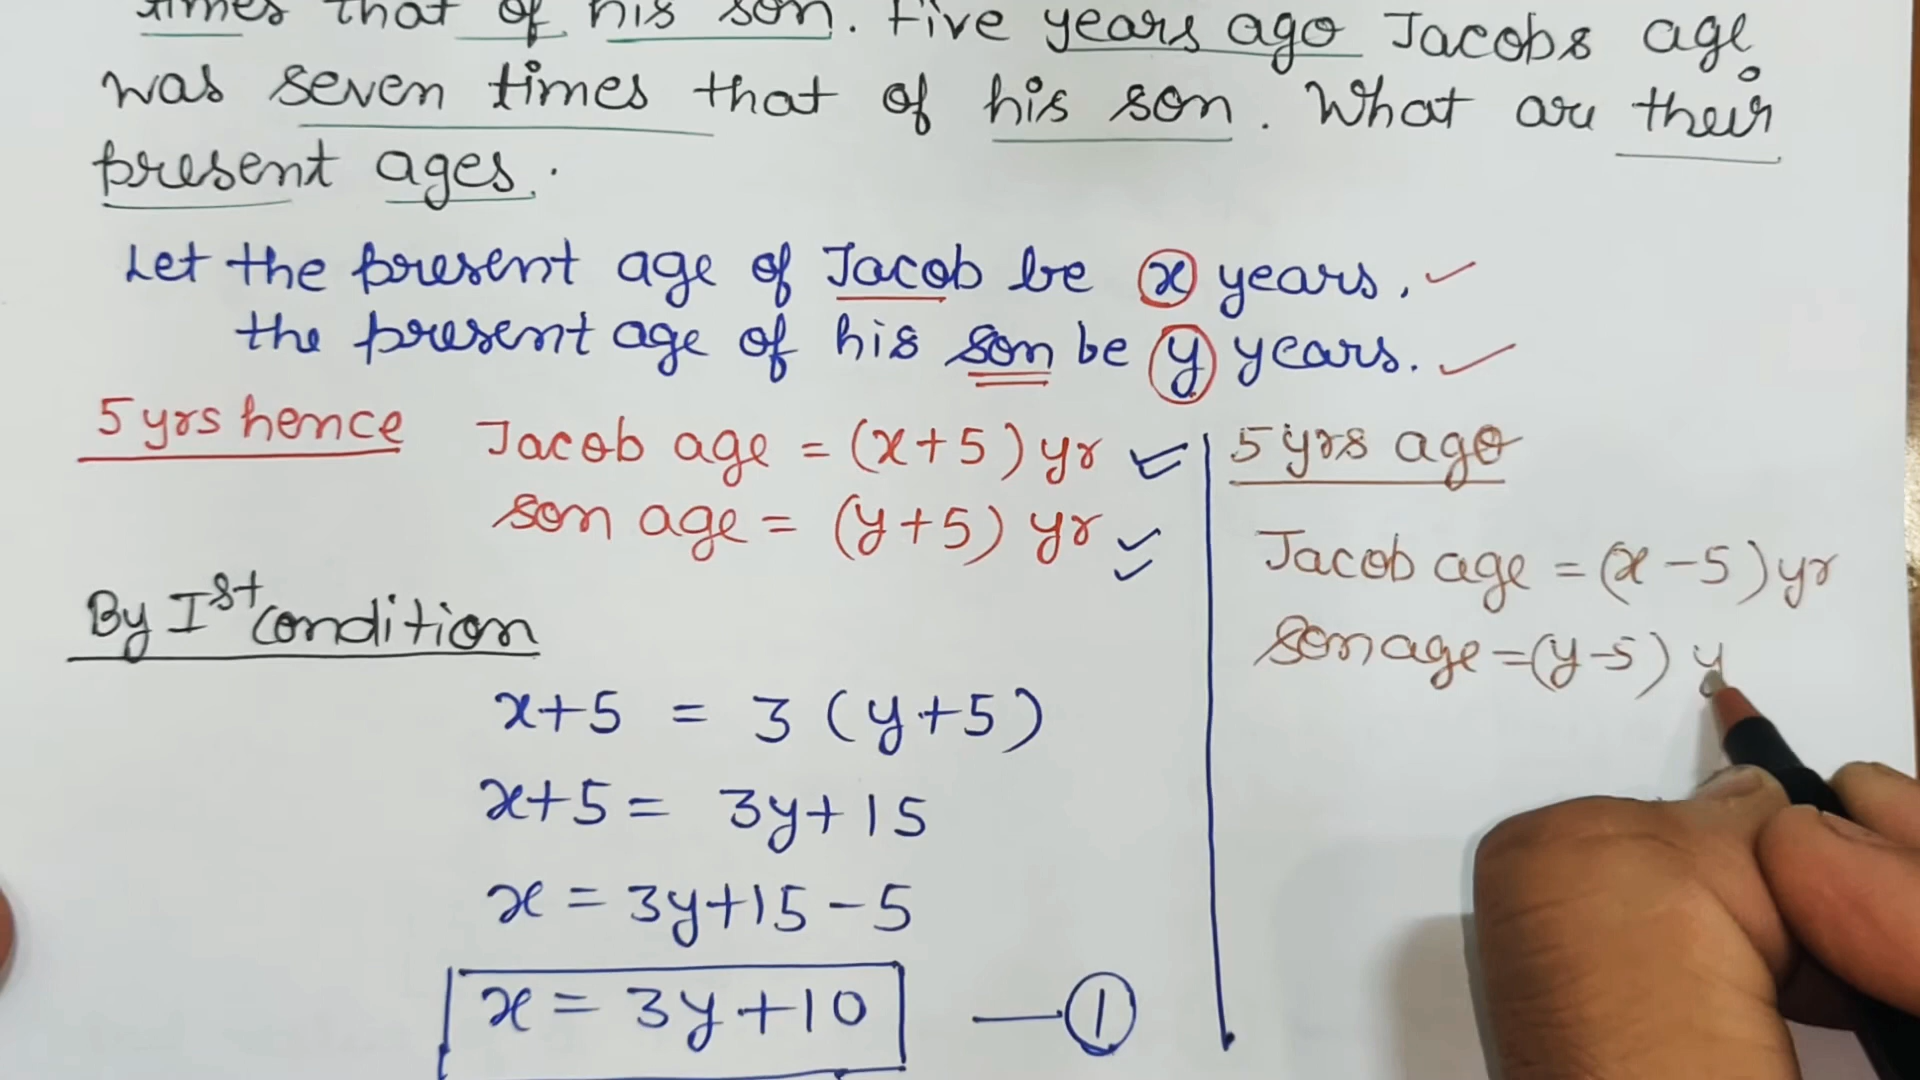 times that of his son. Five years ago Jacobs age
was seven times that of his son. What are their
present ages.
Let the present age of Jacob be x years.
the present age of his son be y years.
5 yrs hence Jacob age = (x+5) yr
son age = (y+5) yr
By Ist condition
x+5 = 3 (y+5)
x+5 = 3y+15
x = 3y+15-5
x = 3y+10 — 1
5 yrs ago
Jacob age = (x-5) yr
Son age = (y-5) y